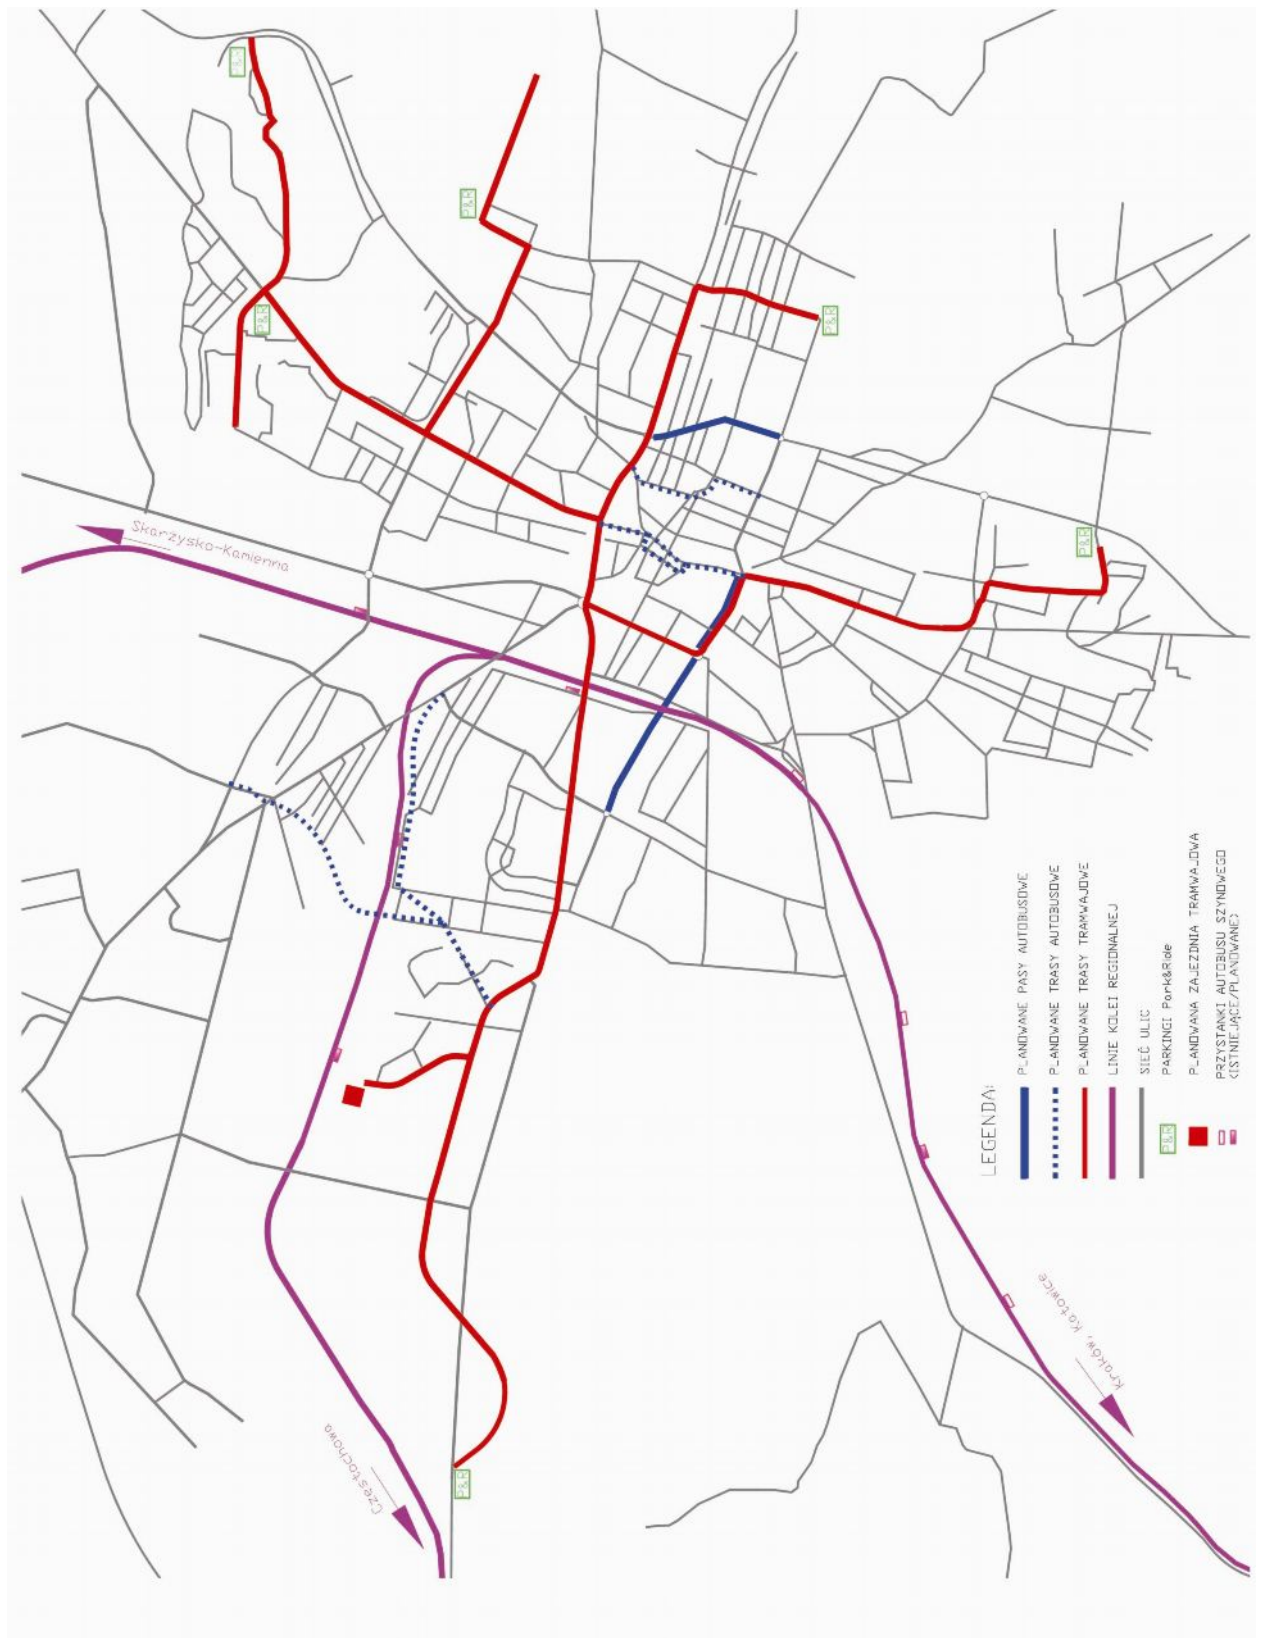 P&R
P&R
P&R
P&R
P&R
P&R
Skarżysko-Kamienna
Częstochowa
Kraków, Katowice
LEGENDA:
PLANOWANE PASY AUTOBUSOWE
PLANOWANE TRASY AUTOBUSOWE
PLANOWANE TRASY TRAMWAJOWE
LINIE KOLEI REGIONALNEJ
SIEĆ ULIC
P&R PARKINGI Park&Ride
PLANOWANA ZAJEZDNIA TRAMWAJOWA
PRZYSTANKI AUTOBUSU SZYNOWEGO
(ISTNIEJĄCE/PLANOWANE)